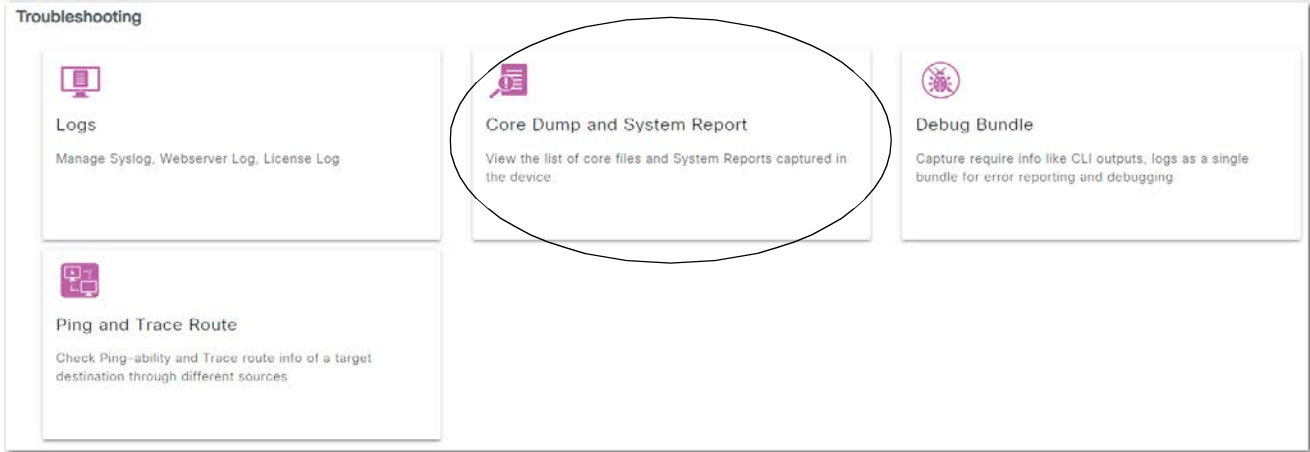 Troubleshooting
Logs
Manage Syslog, Webserver Log, License Log
Core Dump and System Report
View the list of core files and System Reports captured in
the device
Debug Bundle
Capture require info like CLI outputs, logs as a single
bundle for error reporting and debugging
Ping and Trace Route
Check Ping-ability and Trace route info of a target
destination through different sources